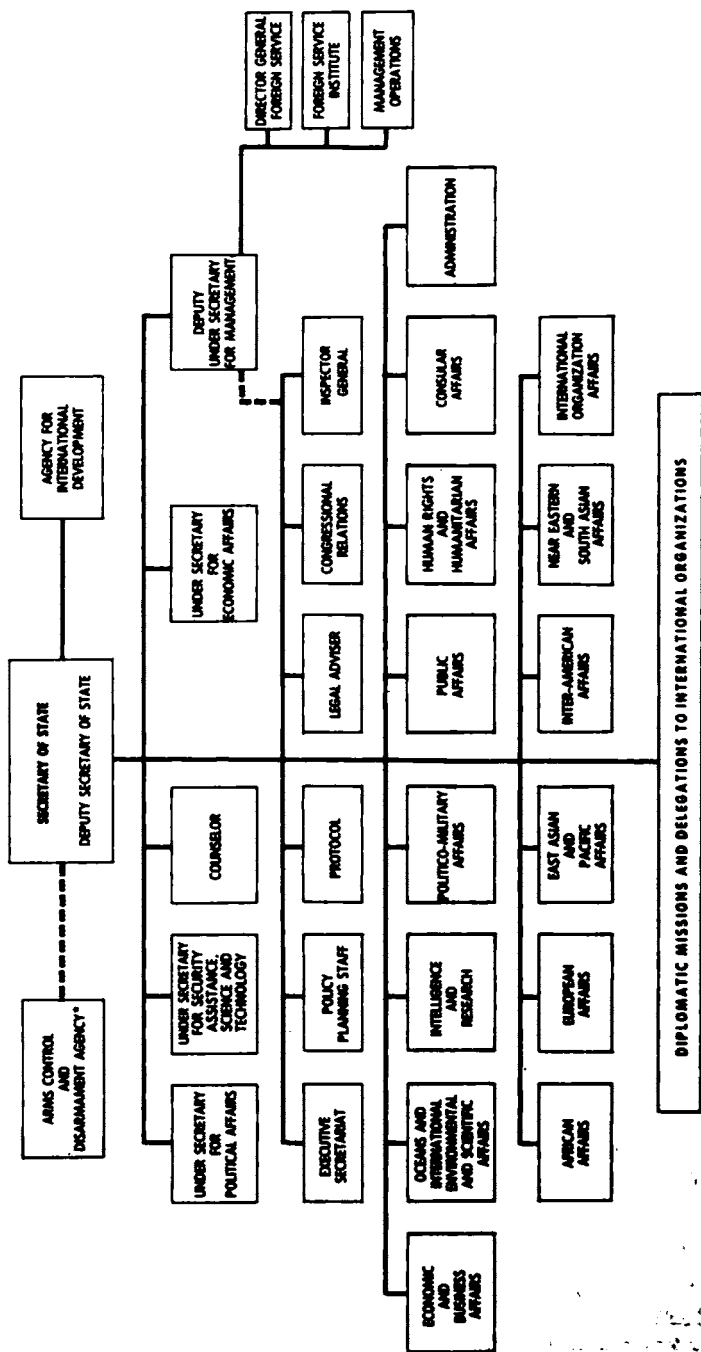 ARMS CONTROL
AND
DISARMAMENT AGENCY*
SECRETARY OF STATE
DEPUTY SECRETARY OF STATE
AGENCY FOR
INTERNATIONAL
DEVELOPMENT
UNDER SECRETARY
FOR
POLITICAL AFFAIRS
UNDER SECRETARY
FOR SECURITY
ASSISTANCE,
SCIENCE AND
TECHNOLOGY
COUNSELOR
UNDER SECRETARY
FOR
ECONOMIC AFFAIRS
DEPUTY
UNDER SECRETARY
FOR MANAGEMENT
DIRECTOR GENERAL
FOREIGN SERVICE
FOREIGN SERVICE
INSTITUTE
MANAGEMENT
OPERATIONS
EXECUTIVE
SECRETARIAT
POLICY
PLANNING STAFF
PROTOCOL
LEGAL ADVISER
CONGRESSIONAL
RELATIONS
INSPECTOR
GENERAL
ECONOMIC
AND
BUSINESS
AFFAIRS
OCEANS AND
INTERNATIONAL
ENVIRONMENTAL
AND SCIENTIFIC
AFFAIRS
INTELLIGENCE
AND
RESEARCH
POLITICO-MILITARY
AFFAIRS
PUBLIC
AFFAIRS
HUMAN RIGHTS
AND
HUMANITARIAN
AFFAIRS
CONSULAR
AFFAIRS
ADMINISTRATION
AFRICAN
AFFAIRS
EUROPEAN
AFFAIRS
EAST ASIAN
AND
PACIFIC
AFFAIRS
INTER-AMERICAN
AFFAIRS
NEAR EASTERN
AND
SOUTH ASIAN
AFFAIRS
INTERNATIONAL
ORGANIZATION
AFFAIRS
DIPLOMATIC MISSIONS AND DELEGATIONS TO INTERNATIONAL ORGANIZATIONS